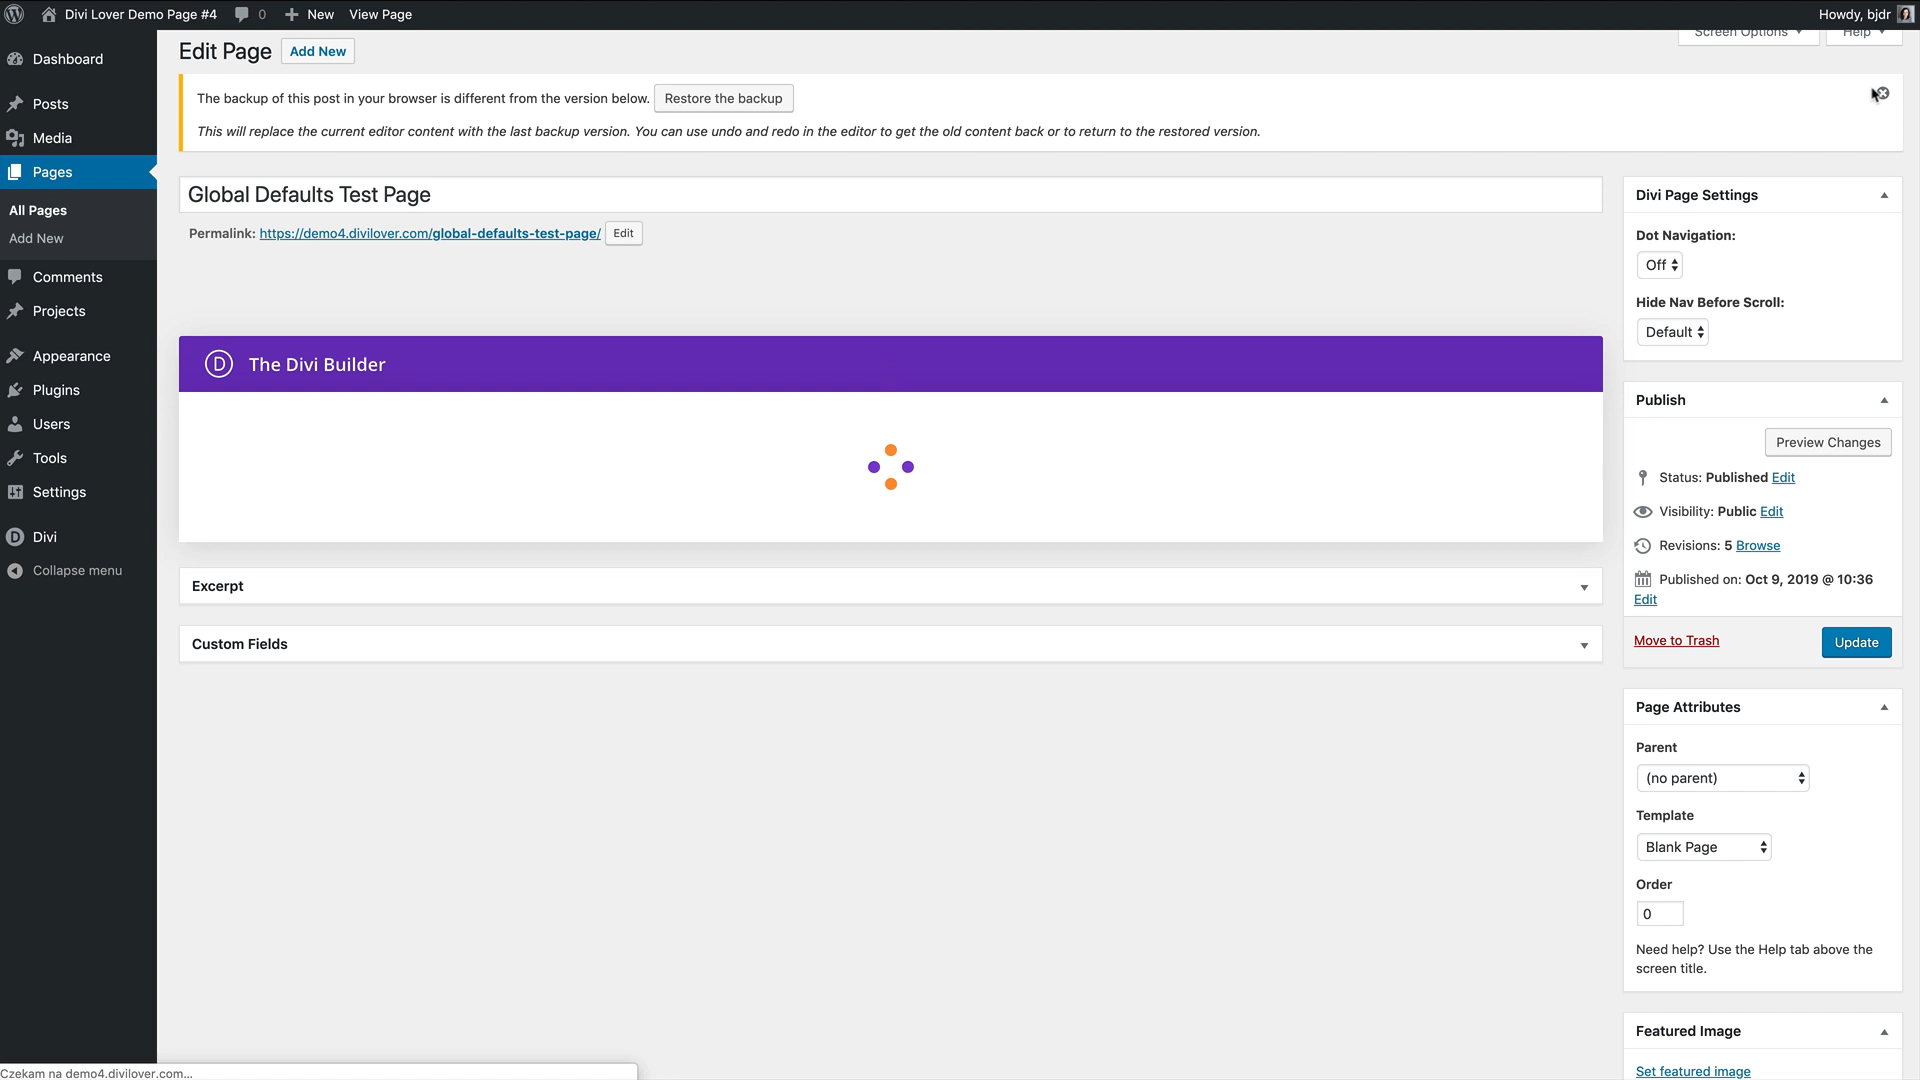 Divi Lover Demo Page #4 0 New View Page Howdy, bjdr
Dashboard
Posts
Media
Pages
All Pages
Add New
Comments
Projects
Appearance
Plugins
Users
Tools
Settings
Divi
Collapse menu
Edit Page Add New
Screen Options Help
The backup of this post in your browser is different from the version below. Restore the backup
This will replace the current editor content with the last backup version. You can use undo and redo in the editor to get the old content back or to return to the restored version.
Global Defaults Test Page
Permalink: https://demo4.divilover.com/global-defaults-test-page/ Edit
D The Divi Builder
Excerpt
Custom Fields
Divi Page Settings
Dot Navigation:
Off
Hide Nav Before Scroll:
Default
Publish
Preview Changes
Status: Published Edit
Visibility: Public Edit
Revisions: 5 Browse
Published on: Oct 9, 2019 @ 10:36
Edit
Move to Trash Update
Page Attributes
Parent
(no parent)
Template
Blank Page
Order
0
Need help? Use the Help tab above the
screen title.
Featured Image
Set featured image
Czekam na demo4.divilover.com...